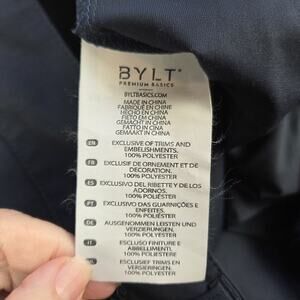 BYLT
PREMIUM BASICS
BYLTBASICS.COM
MADE IN CHINA
FABRIQUÉ EN CHINE
HECHO EN CHINA
FEITO EM CHINA
GEMACHT IN CHINA
FATTO IN CINA
GEMAAKT IN CHINA
EN EXCLUSIVE OF TRIMS AND
EMBELISHMENTS.
100% POLYESTER
FR EXCLUSIF DE ORNEMENT ET DE
DECORATION.
100% POLYESTER
ES EXCLUSIVO DEL RIBETTE Y DE LOS
ADORNOS.
100% POLIÉSTER
PT EXCLUSIVO DAS GUARNIÇÕES E
ENFEITES.
100% POLIÉSTER
DE AUSGENOMMEN LEISTEN UND
VERZIERUNGEN.
100% POLYESTER
IT ESCLUSO FINITURE E
ABBELLIMENTI.
100% POLIESTERE
EXCLUSIEF TRIMS EN
VERSIERINGEN.
100% POLYESTER